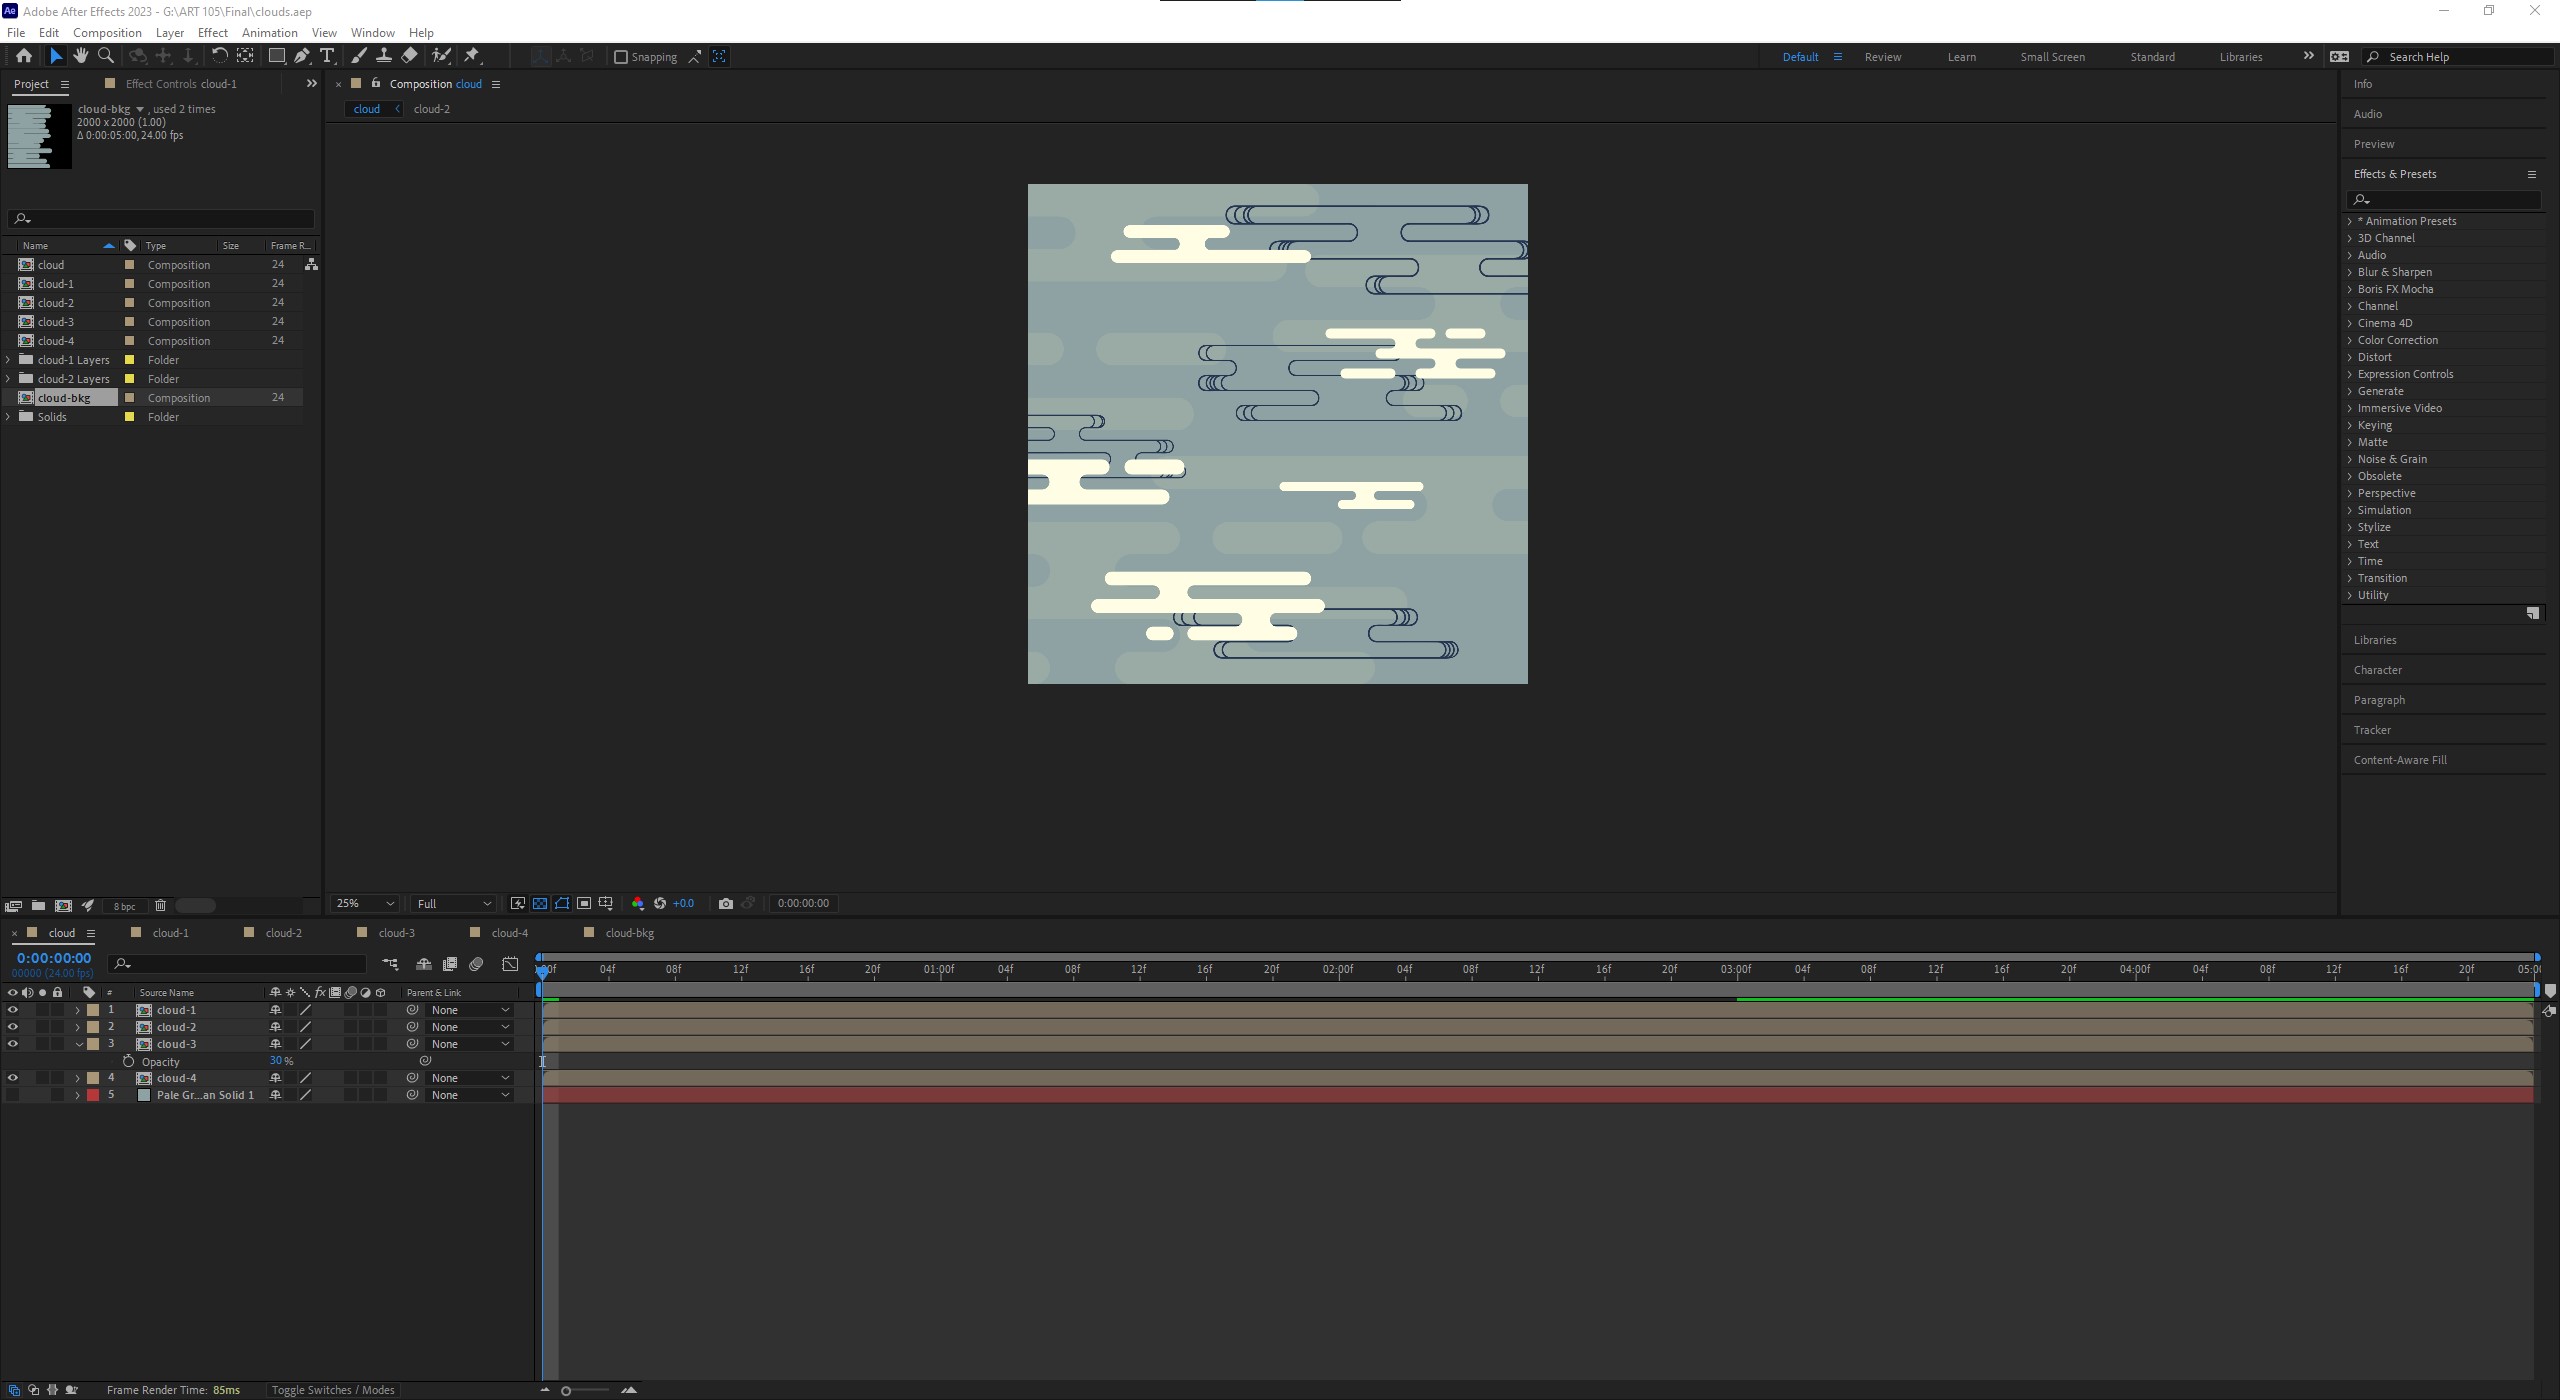 Adobe After Effects 2023 - G:\ART 105\Final\clouds.aep
File Edit Composition Layer Effect Animation View Window Help
Snapping
Default Review Learn Small Screen Standard Libraries Search Help
Project Effect Controls cloud-1
cloud-bkg , used 2 times
2000 x 2000 (1.00)
Δ 0:00:05:00, 24.00 fps
Name Type Size Frame R...
cloud Composition 24
cloud-1 Composition 24
cloud-2 Composition 24
cloud-3 Composition 24
cloud-4 Composition 24
cloud-1 Layers Folder
cloud-2 Layers Folder
cloud-bkg Composition 24
Solids Folder
8 bpc
Composition cloud
cloud cloud-2
25% Full +0.0 0:00:00:00
Info
Audio
Preview
Effects & Presets
* Animation Presets
3D Channel
Audio
Blur & Sharpen
Boris FX Mocha
Channel
Cinema 4D
Color Correction
Distort
Expression Controls
Generate
Immersive Video
Keying
Matte
Noise & Grain
Obsolete
Perspective
Simulation
Stylize
Text
Time
Transition
Utility
Libraries
Character
Paragraph
Tracker
Content-Aware Fill
cloud cloud-1 cloud-2 cloud-3 cloud-4 cloud-bkg
0:00:00:00
00000 (24.00 fps)
:00f 04f 08f 12f 16f 20f 01:00f 04f 08f 12f 16f 20f 02:00f 04f 08f 12f 16f 20f 03:00f 04f 08f 12f 16f 20f 04:00f 04f 08f 12f 16f 20f 05:00
# Source Name fx Parent & Link
1 cloud-1 None
2 cloud-2 None
3 cloud-3 None
Opacity 30 %
4 cloud-4 None
5 Pale Gr...an Solid 1 None
Frame Render Time: 85ms Toggle Switches / Modes